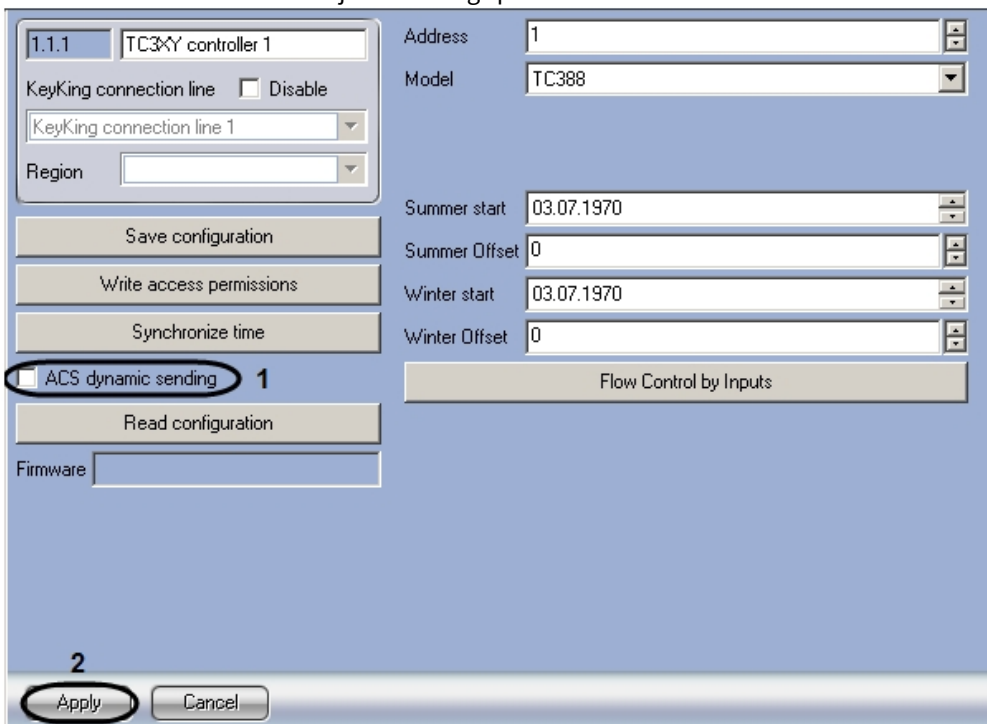 1.1.1 TC3XY controller 1
KeyKing connection line Disable
KeyKing connection line 1
Region
Save configuration
Write access permissions
Synchronize time
ACS dynamic sending 1
Read configuration
Firmware
Address 1
Model TC388
Summer start 03.07.1970
Summer Offset 0
Winter start 03.07.1970
Winter Offset 0
Flow Control by Inputs
2
Apply Cancel